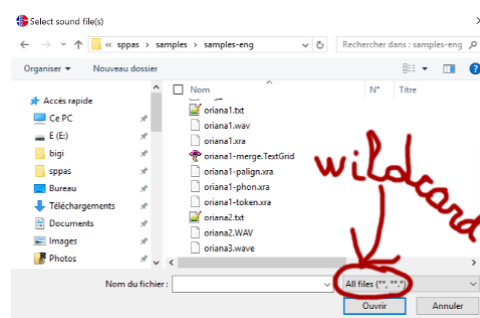 Select sound file(s)
« sppas > samples > samples-eng
Rechercher dans : samples-eng
Organiser
Nouveau dossier
Nom
N°
Titre
Accès rapide
Ce PC
E (E:)
bigi
sppas
Bureau
Téléchargements
Documents
Images
Photos
oriana1.txt
oriana1.wav
oriana1.xra
oriana1-merge.TextGrid
oriana1-palign.xra
oriana1-phon.xra
oriana1-token.xra
oriana2.txt
oriana2.WAV
oriana3.wave
wildcard
Nom du fichier :
All files (**, **.*)
Ouvrir
Annuler